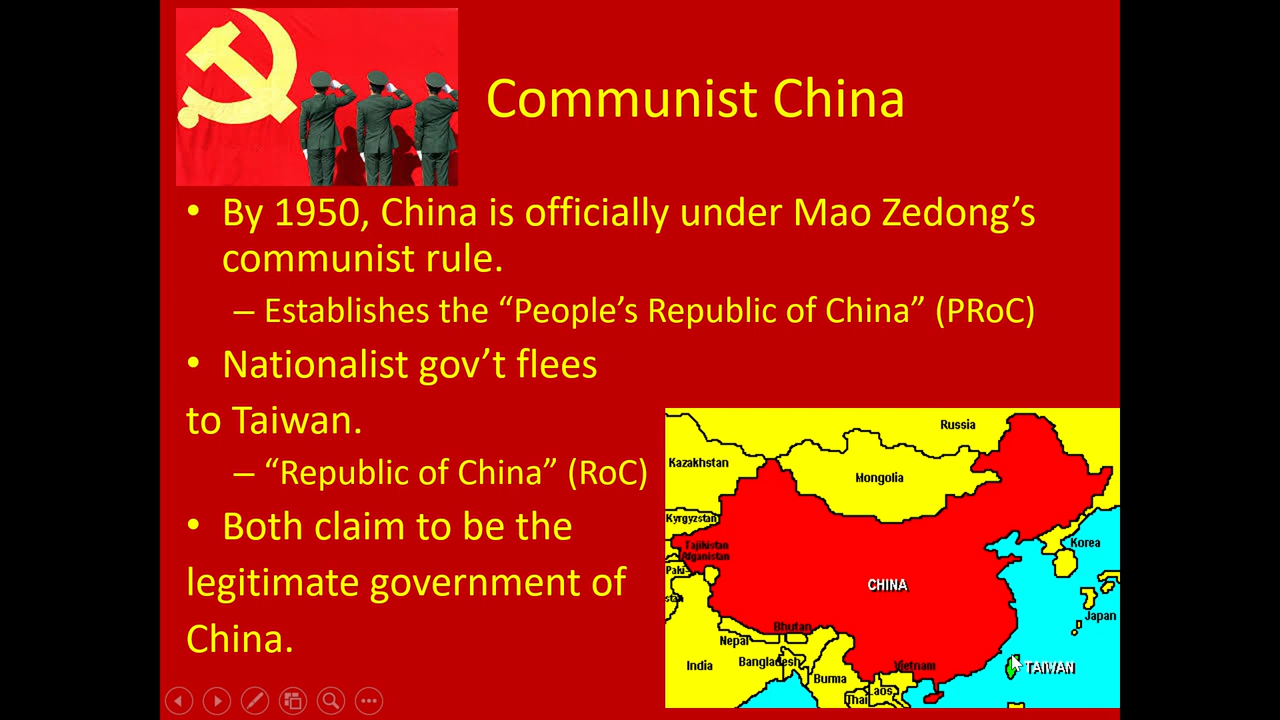 Communist China
• By 1950, China is officially under Mao Zedong’s
communist rule.
– Establishes the “People’s Republic of China” (PRoC)
• Nationalist gov’t flees
to Taiwan.
– “Republic of China” (RoC)
• Both claim to be the
legitimate government of
China.
Russia
Kazakhstan
Mongolia
Kyrgyzstan
Tajikistan
Afganistan
Korea
Paki-
stan
CHINA
Japan
Bhutan
Nepal
India
Bangladesh
Burma
Vietnam
TAIWAN
Laos
Thai